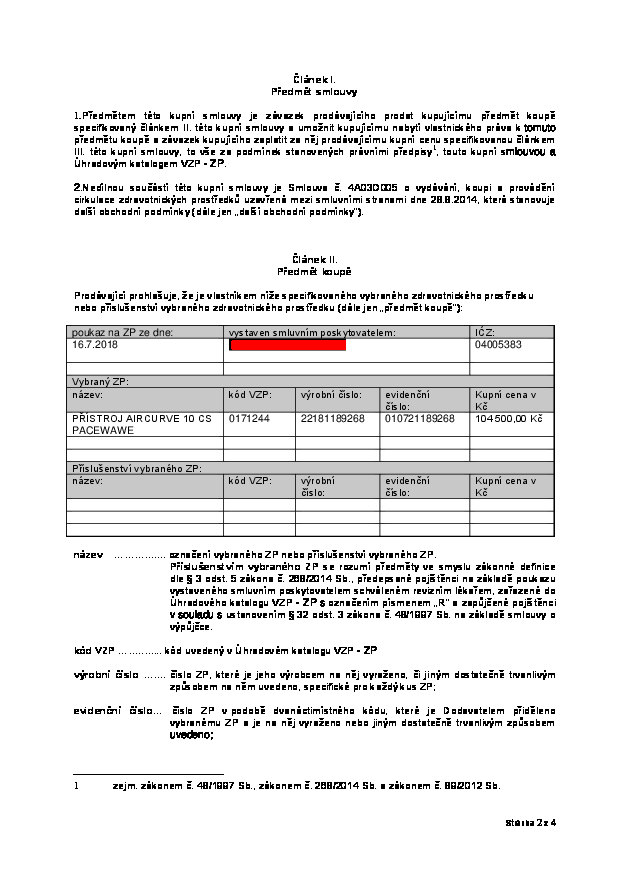 Článek I.
Předmět smlouvy
1.Předmětem této kupní smlouvy je závazek prodávajícího prodat kupujícímu předmět koupě
specifikovaný článkem II. této kupní smlouvy a umožnit kupujícímu nabytí vlastnického práva k tomuto
předmětu koupě a závazek kupujícího zaplatit za něj prodávajícímu kupní cenu specifikovanou článkem
III. této kupní smlouvy, to vše za podmínek stanovených právními předpisy1, touto kupní smlouvou a
Úhradovým katalogem VZP - ZP.
2.Nedílnou součástí této kupní smlouvy je Smlouva č. 4A03D005 o vydávání, koupi a provádění
cirkulace zdravotnických prostředků uzavřená mezi smluvními stranami dne 28.8.2014, která stanovuje
další obchodní podmínky (dále jen „další obchodní podmínky").
Článek II.
Předmět koupě
Prodávající prohlašuje, že je vlastníkem níže specifikovaného vybraného zdravotnického prostředku
nebo příslušenství vybraného zdravotnického prostředku (dále jen „předmět koupě"):
poukaz na ZP ze dne: vystaven smluvním poskytovatelem: IČZ:
16.7.2018 04005383
Vybraný ZP:
název: kód VZP: výrobní číslo: evidenční číslo: Kupní cena v Kč
PŘÍSTROJ AIRCURVE 10 CS 0171244 22181189268 010721189268 104 500,00 Kč
PACEWAWE
Příslušenství vybraného ZP:
název: kód VZP: výrobní číslo: evidenční číslo: Kupní cena v Kč
název ................ označení vybraného ZP nebo příslušenství vybraného ZP.
Příslušenstvím vybraného ZP se rozumí předměty ve smyslu zákonné definice
dle § 3 odst. 5 zákona č. 268/2014 Sb., předepsané pojištěnci na základě poukazu
vystaveného smluvním poskytovatelem schváleném revizním lékařem, zařazené do
Úhradového katalogu VZP - ZP s označením písmenem „R" a zapůjčené pojištěnci
v souladu s ustanovením § 32 odst. 3 zákona č. 48/1997 Sb. na základě smlouvy o
výpůjčce.
kód VZP ............. kód uvedený v Úhradovém katalogu VZP - ZP
výrobní číslo ....... číslo ZP, které je jeho výrobcem na něj vyraženo, či jiným dostatečně trvanlivým
způsobem na něm uvedeno, specifické pro každý kus ZP;
evidenční číslo... číslo ZP v podobě dvanáctimístného kódu, které je Dodavatelem přiděleno
vybranému ZP a je na něj vyraženo nebo jiným dostatečně trvanlivým způsobem
uvedeno;
1 zejm. zákonem č. 48/1997 Sb., zákonem č. 268/2014 Sb. a zákonem č. 89/2012 Sb.
Stránka 2 z 4